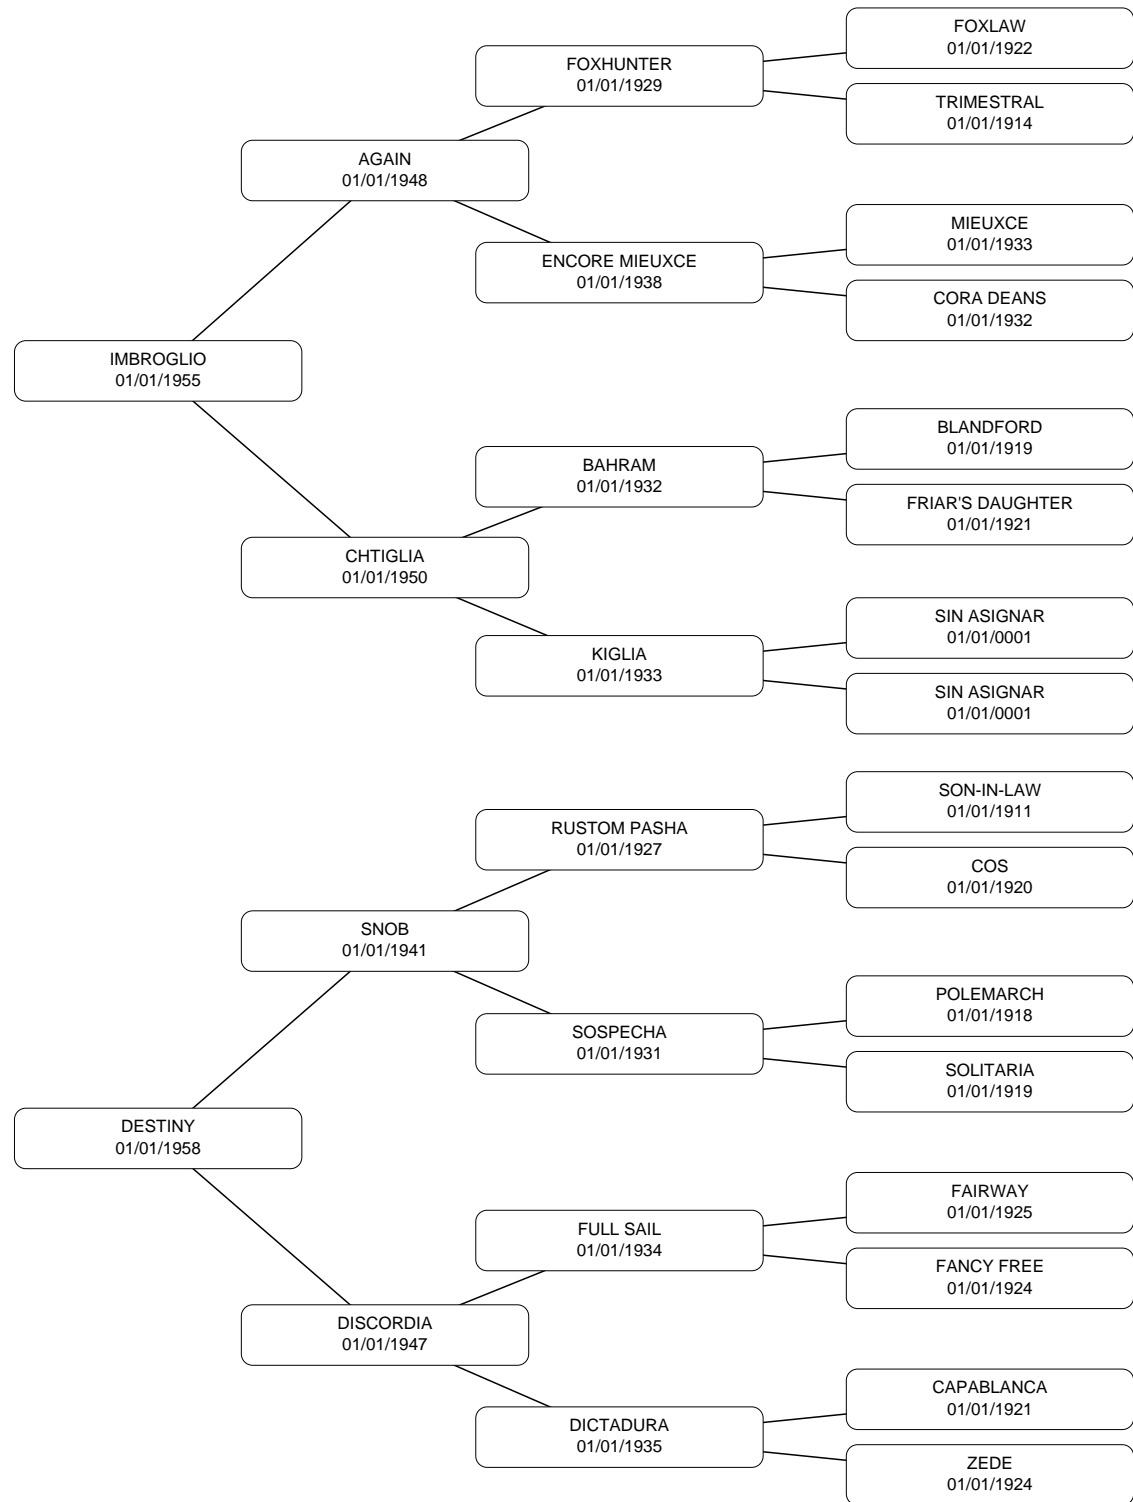 FOXLAW
01/01/1922
FOXHUNTER
01/01/1929
TRIMESTRAL
01/01/1914
AGAIN
01/01/1948
MIEUXCE
01/01/1933
ENCORE MIEUXCE
01/01/1938
CORA DEANS
01/01/1932
IMBROGLIO
01/01/1955
BLANDFORD
01/01/1919
BAHRAM
01/01/1932
FRIAR'S DAUGHTER
01/01/1921
CHTIGLIA
01/01/1950
SIN ASIGNAR
01/01/0001
KIGLIA
01/01/1933
SIN ASIGNAR
01/01/0001
SON-IN-LAW
01/01/1911
RUSTOM PASHA
01/01/1927
COS
01/01/1920
SNOB
01/01/1941
POLEMARCH
01/01/1918
SOSPECHA
01/01/1931
SOLITARIA
01/01/1919
DESTINY
01/01/1958
FAIRWAY
01/01/1925
FULL SAIL
01/01/1934
FANCY FREE
01/01/1924
DISCORDIA
01/01/1947
CAPABLANCA
01/01/1921
DICTADURA
01/01/1935
ZEDE
01/01/1924